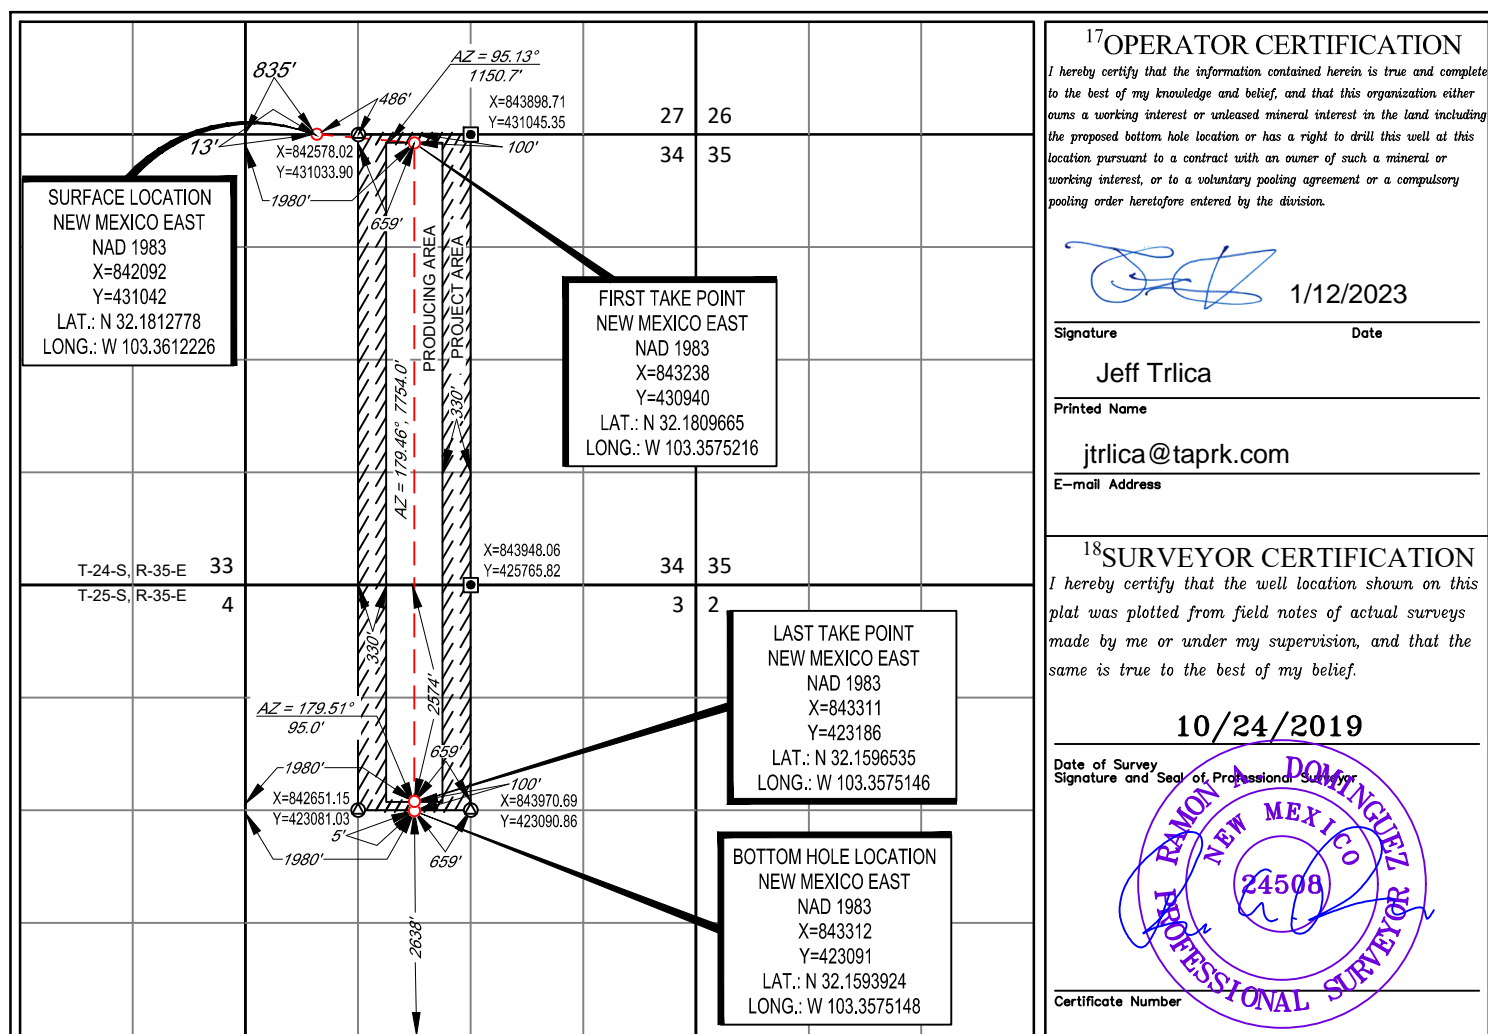 AZ = 95.13°
1150.7'
835'
486'
X=843898.71
Y=431045.35
27 26
13'
X=842578.02
Y=431033.90
100'
34 35
1980'
659'
SURFACE LOCATION
NEW MEXICO EAST
NAD 1983
X=842092
Y=431042
LAT.: N 32.1812778
LONG.: W 103.3612226
PRODUCING AREA
PROJECT AREA
FIRST TAKE POINT
NEW MEXICO EAST
NAD 1983
X=843238
Y=430940
LAT.: N 32.1809665
LONG.: W 103.3575216
AZ = 179.46°, 7754.0'
330'
X=843948.06
Y=425765.82
T-24-S, R-35-E 33
34 35
T-25-S, R-35-E 4
3 2
330'
2574'
LAST TAKE POINT
NEW MEXICO EAST
NAD 1983
X=843311
Y=423186
LAT.: N 32.1596535
LONG.: W 103.3575146
AZ = 179.51°
95.0'
659'
1980'
100'
X=842651.15
Y=423081.03
X=843970.69
Y=423090.86
5'
1980'
659'
2638'
BOTTOM HOLE LOCATION
NEW MEXICO EAST
NAD 1983
X=843312
Y=423091
LAT.: N 32.1593924
LONG.: W 103.3575148
17 OPERATOR CERTIFICATION
I hereby certify that the information contained herein is true and complete
to the best of my knowledge and belief, and that this organization either
owns a working interest or unleased mineral interest in the land including
the proposed bottom hole location or has a right to drill this well at this
location pursuant to a contract with an owner of such a mineral or
working interest, or to a voluntary pooling agreement or a compulsory
pooling order heretofore entered by the division.
1/12/2023
Signature Date
Jeff Trlica
Printed Name
jtrlica@taprk.com
E-mail Address
18 SURVEYOR CERTIFICATION
I hereby certify that the well location shown on this
plat was plotted from field notes of actual surveys
made by me or under my supervision, and that the
same is true to the best of my belief.
10/24/2019
Date of Survey
Signature and Seal of Professional Surveyor
RAMON A. DOMINGUEZ
NEW MEXICO
24508
PROFESSIONAL SURVEYOR
Certificate Number